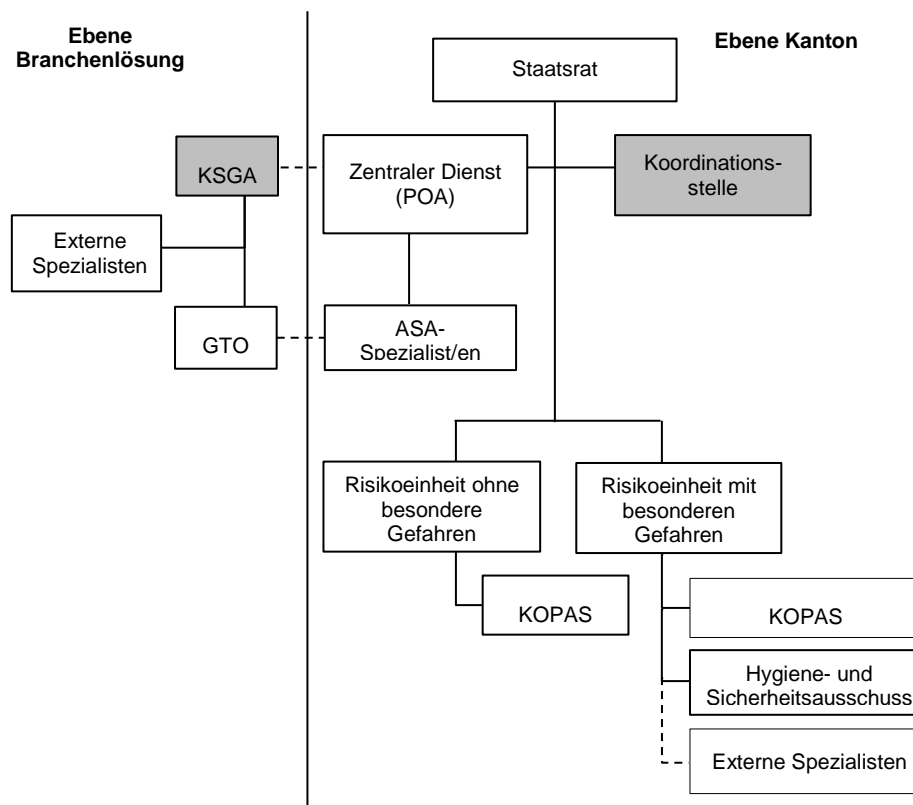 Ebene
Branchenlösung
Ebene Kanton
Staatsrat
KSGA
Zentraler Dienst
(POA)
Koordinations-
stelle
Externe
Spezialisten
GTO
ASA-
Spezialist/en
Risikoeinheit ohne
besondere
Gefahren
Risikoeinheit mit
besonderen
Gefahren
KOPAS
KOPAS
Hygiene- und
Sicherheitsausschuss
Externe Spezialisten